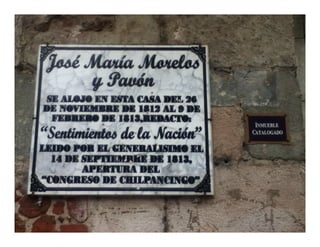 José María Morelos
y Pavón
SE ALOJO EN ESTA CASA DEL 26
DE NOVIEMBRE DE 1812 AL 9 DE
FEBRERO DE 1813,REDACTO:
“Sentimientos de la Nación”
LEIDO POR EL GENERALISIMO EL
14 DE SEPTIEMBRE DE 1813,
APERTURA DEL
“CONGRESO DE CHILPANCINGO”
INMUEBLE
CATALOGADO